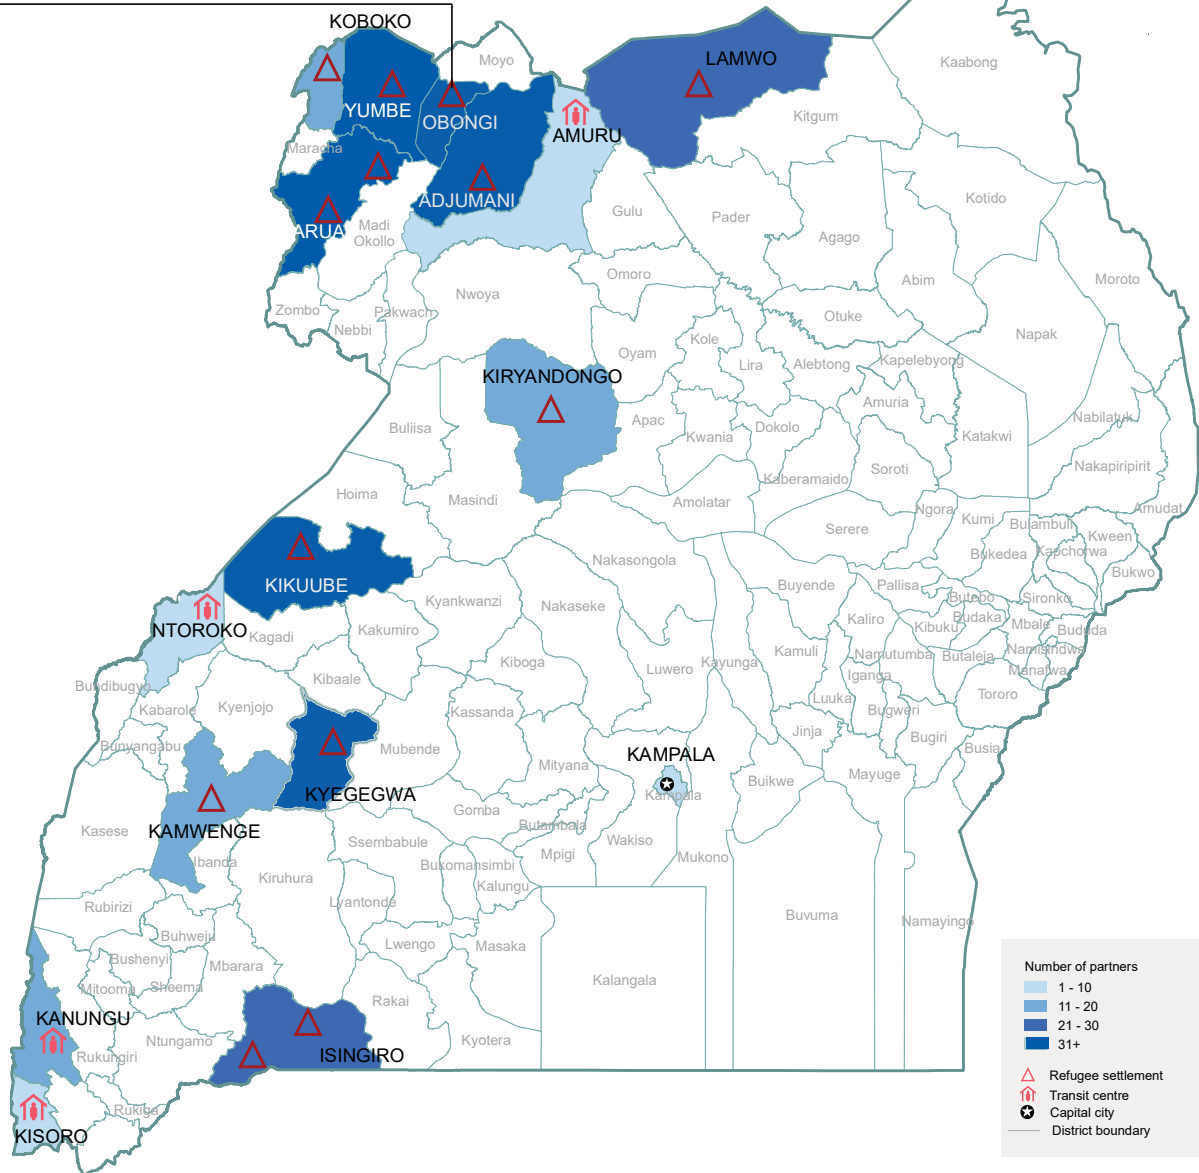 KOBOKO
Moyo
LAMWO
Kaabong
YUMBE
OBONGI
Kitgum
AMURU
Maracha
Kotido
ADJUMANI
Gulu
Pader
ARUA
Madi
Okollo
Agago
Omoro
Abim
Moroto
Nwoya
Zombo
Pakwach
Nebbi
Otuke
Napak
Kole
Oyam
Lira
Alebtong
Kapelebyong
KIRYANDONGO
Amuria
Nabilatuk
Apac
Buliisa
Dokolo
Kwania
Katakwi
Nakapiripirit
Soroti
Kaberamaido
Hoima
Masindi
Amolatar
Amudat
Ngora
Kumi
Bulambuli
Serere
Kween
Kapchorwa
Bukedea
Nakasongola
Bukwo
KIKUUBE
Buyende
Pallisa
Butebo
Sironko
Kyankwanzi
Nakaseke
Kaliro
Budaka
Mbale
Kibuku
Bududa
NTOROKO
Kagadi
Kakumiro
Kamuli
Namutumba
Butaleja
Namisindwa
Kiboga
Luwero
Kayunga
Manafwa
Iganga
Kibaale
Bundibugyo
Tororo
Luuka
Kabarole
Kyenjojo
Kassanda
Bugweri
Jinja
Bugiri
Bunyangabu
Mubende
Busia
KAMPALA
Mityana
Mayuge
Buikwe
KYEGEGWA
Kampala
Gomba
Butambala
KAMWENGE
Kasese
Ssembabule
Wakiso
Mpigi
Mukono
Ibanda
Bukomansimbi
Kiruhura
Kalungu
Lyantonde
Rubirizi
Buvuma
Namayingo
Buhweju
Lwengo
Masaka
Bushenyi
Mbarara
Kalangala
Mitooma
Sheema
Rakai
KANUNGU
Ntungamo
Kyotera
Rukungiri
ISINGIRO
Rukiga
KISORO
Number of partners
1 - 10
11 - 20
21 - 30
31+
Refugee settlement
Transit centre
Capital city
District boundary